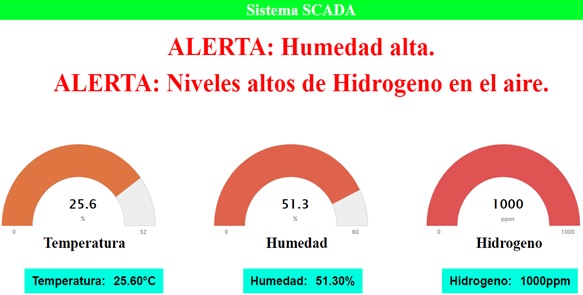 Sistema SCADA
ALERTA: Humedad alta.
ALERTA: Niveles altos de Hidrogeno en el aire.
25.6
%
0
32
Temperatura
51.3
%
0
60
Humedad
1000
ppm
0
1000
Hidrogeno
Temperatura: 25.60°C
Humedad: 51.30%
Hidrogeno: 1000ppm